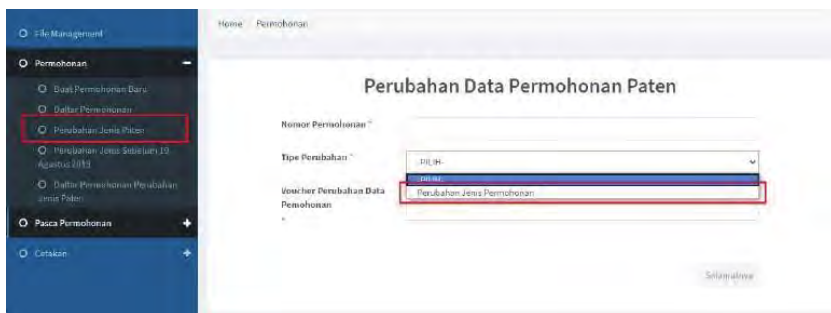 Home Permohonan
File Management
Permohonan
Buat Permohonan Baru
Daftar Permohonan
Perubahan Jenis Paten
Perubahan Jenis Sebelum 19
Agustus 2019
Daftar Permohonan Perubahan
Jenis Paten
Pasca Permohonan
Cetakan
Perubahan Data Permohonan Paten
Nomor Permohonan *
Tipe Perubahan *
-PILIH-
-PILIH-
Perubahan Jenis Permohonan
Voucher Perubahan Data
Pemohonan
*
Selanjutnya